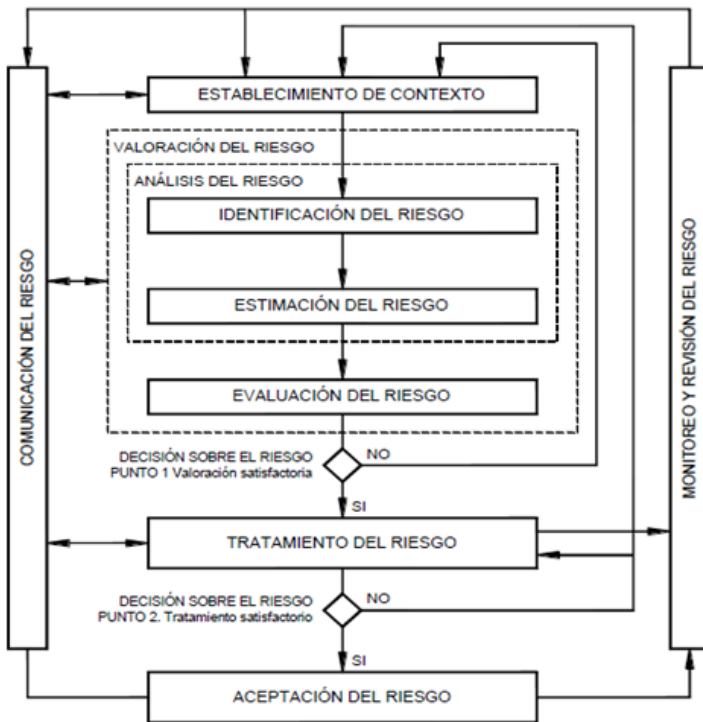 ESTABLECIMIENTO DE CONTEXTO
VALORACIÓN DEL RIESGO
ANÁLISIS DEL RIESGO
IDENTIFICACIÓN DEL RIESGO
ESTIMACIÓN DEL RIESGO
EVALUACIÓN DEL RIESGO
DECISIÓN SOBRE EL RIESGO
PUNTO 1 Valoración satisfactoria
NO
SI
TRATAMIENTO DEL RIESGO
DECISIÓN SOBRE EL RIESGO
PUNTO 2. Tratamiento satisfactorio
NO
SI
ACEPTACIÓN DEL RIESGO
COMUNICACIÓN DEL RIESGO
MONITOREO Y REVISIÓN DEL RIESGO